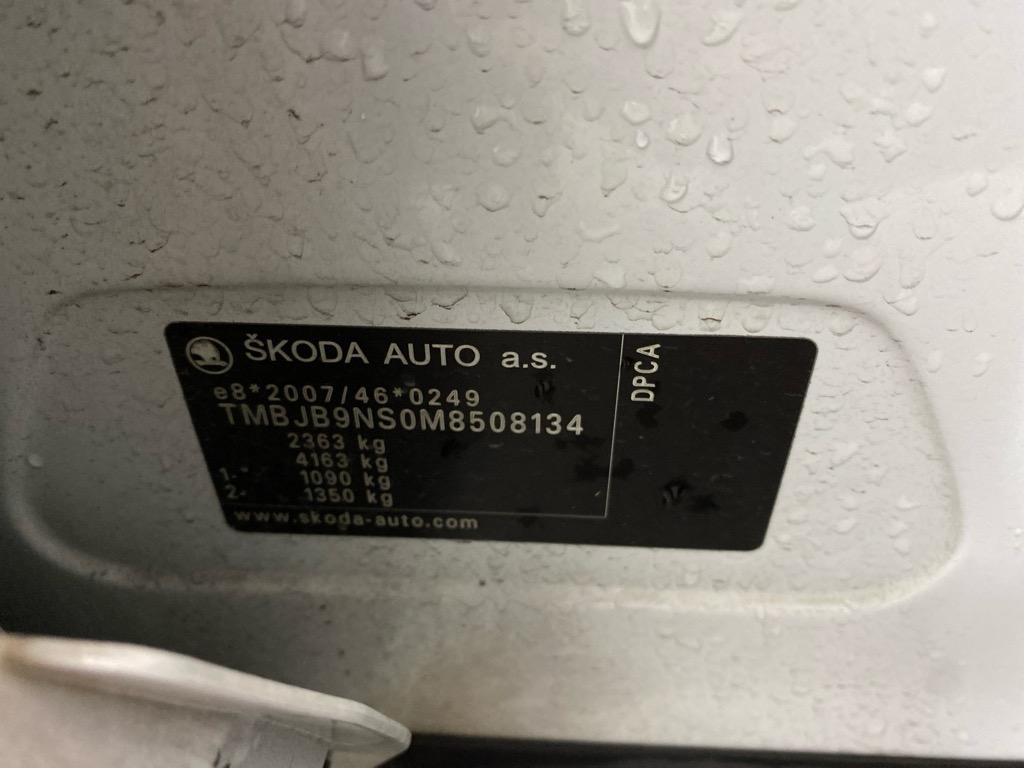 ŠKODA AUTO a.s.
e8*2007/46*0249
TMBJB9NS0M8508134
2363 kg
4163 kg
1- 1090 kg
2- 1350 kg
www.skoda-auto.com
DPCA